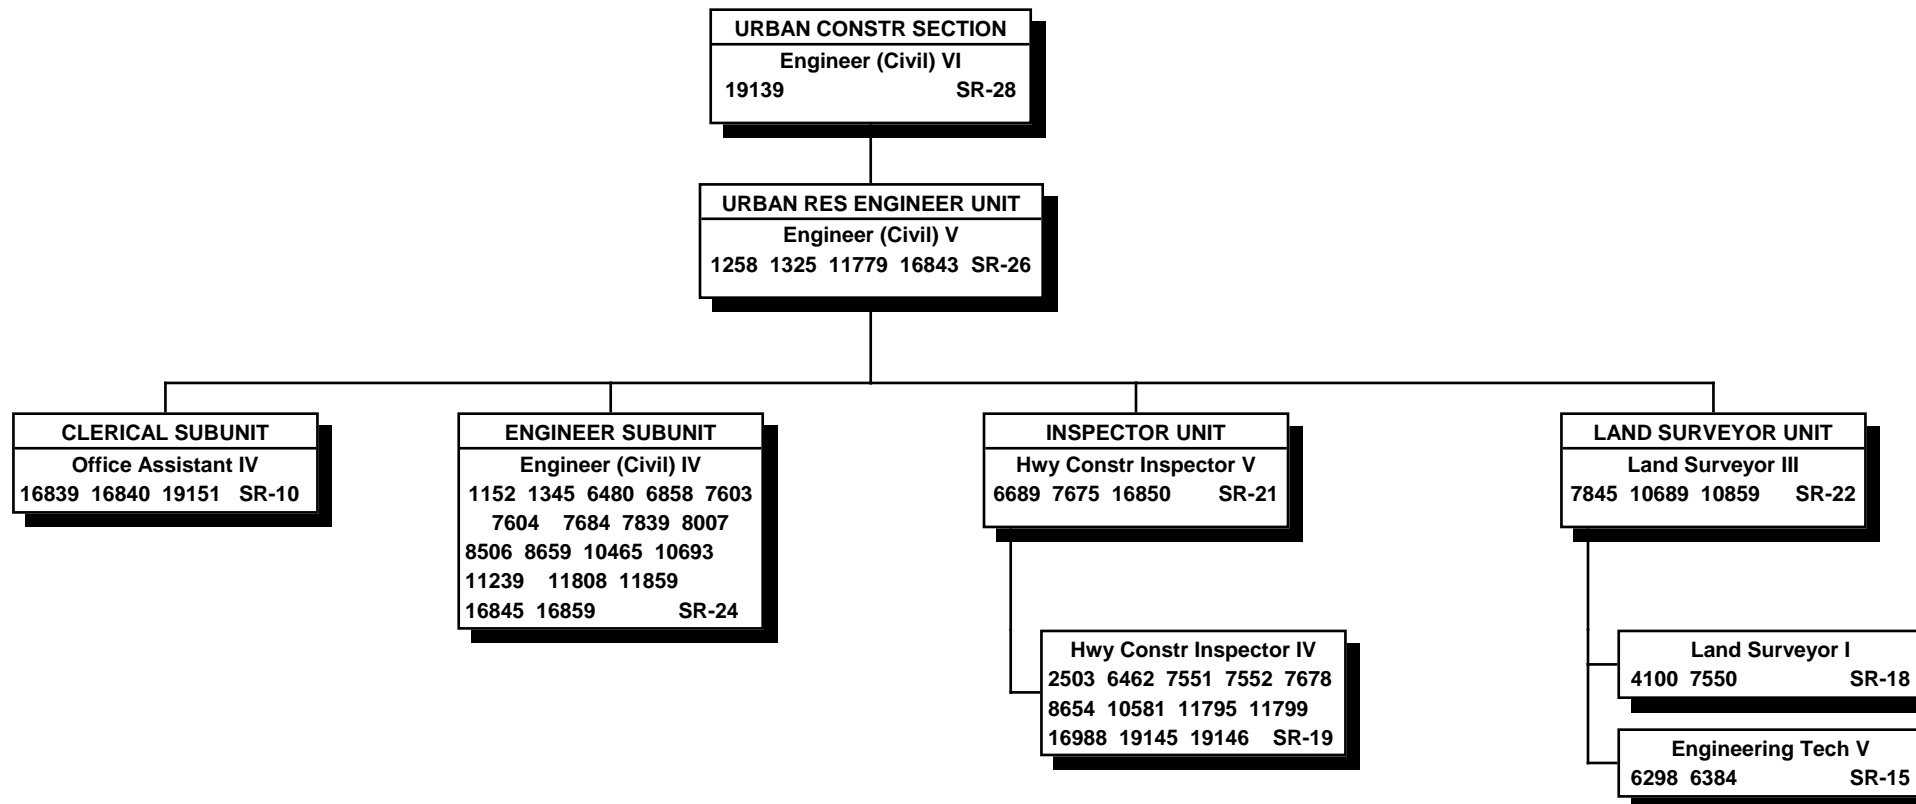 URBAN CONSTR SECTION
Engineer (Civil) VI
19139 SR-28
URBAN RES ENGINEER UNIT
Engineer (Civil) V
1258 1325 11779 16843 SR-26
CLERICAL SUBUNIT
Office Assistant IV
16839 16840 19151 SR-10
ENGINEER SUBUNIT
Engineer (Civil) IV
1152 1345 6480 6858 7603
7604 7684 7839 8007
8506 8659 10465 10693
11239 11808 11859
16845 16859 SR-24
INSPECTOR UNIT
Hwy Constr Inspector V
6689 7675 16850 SR-21
Hwy Constr Inspector IV
2503 6462 7551 7552 7678
8654 10581 11795 11799
16988 19145 19146 SR-19
LAND SURVEYOR UNIT
Land Surveyor III
7845 10689 10859 SR-22
Land Surveyor I
4100 7550 SR-18
Engineering Tech V
6298 6384 SR-15